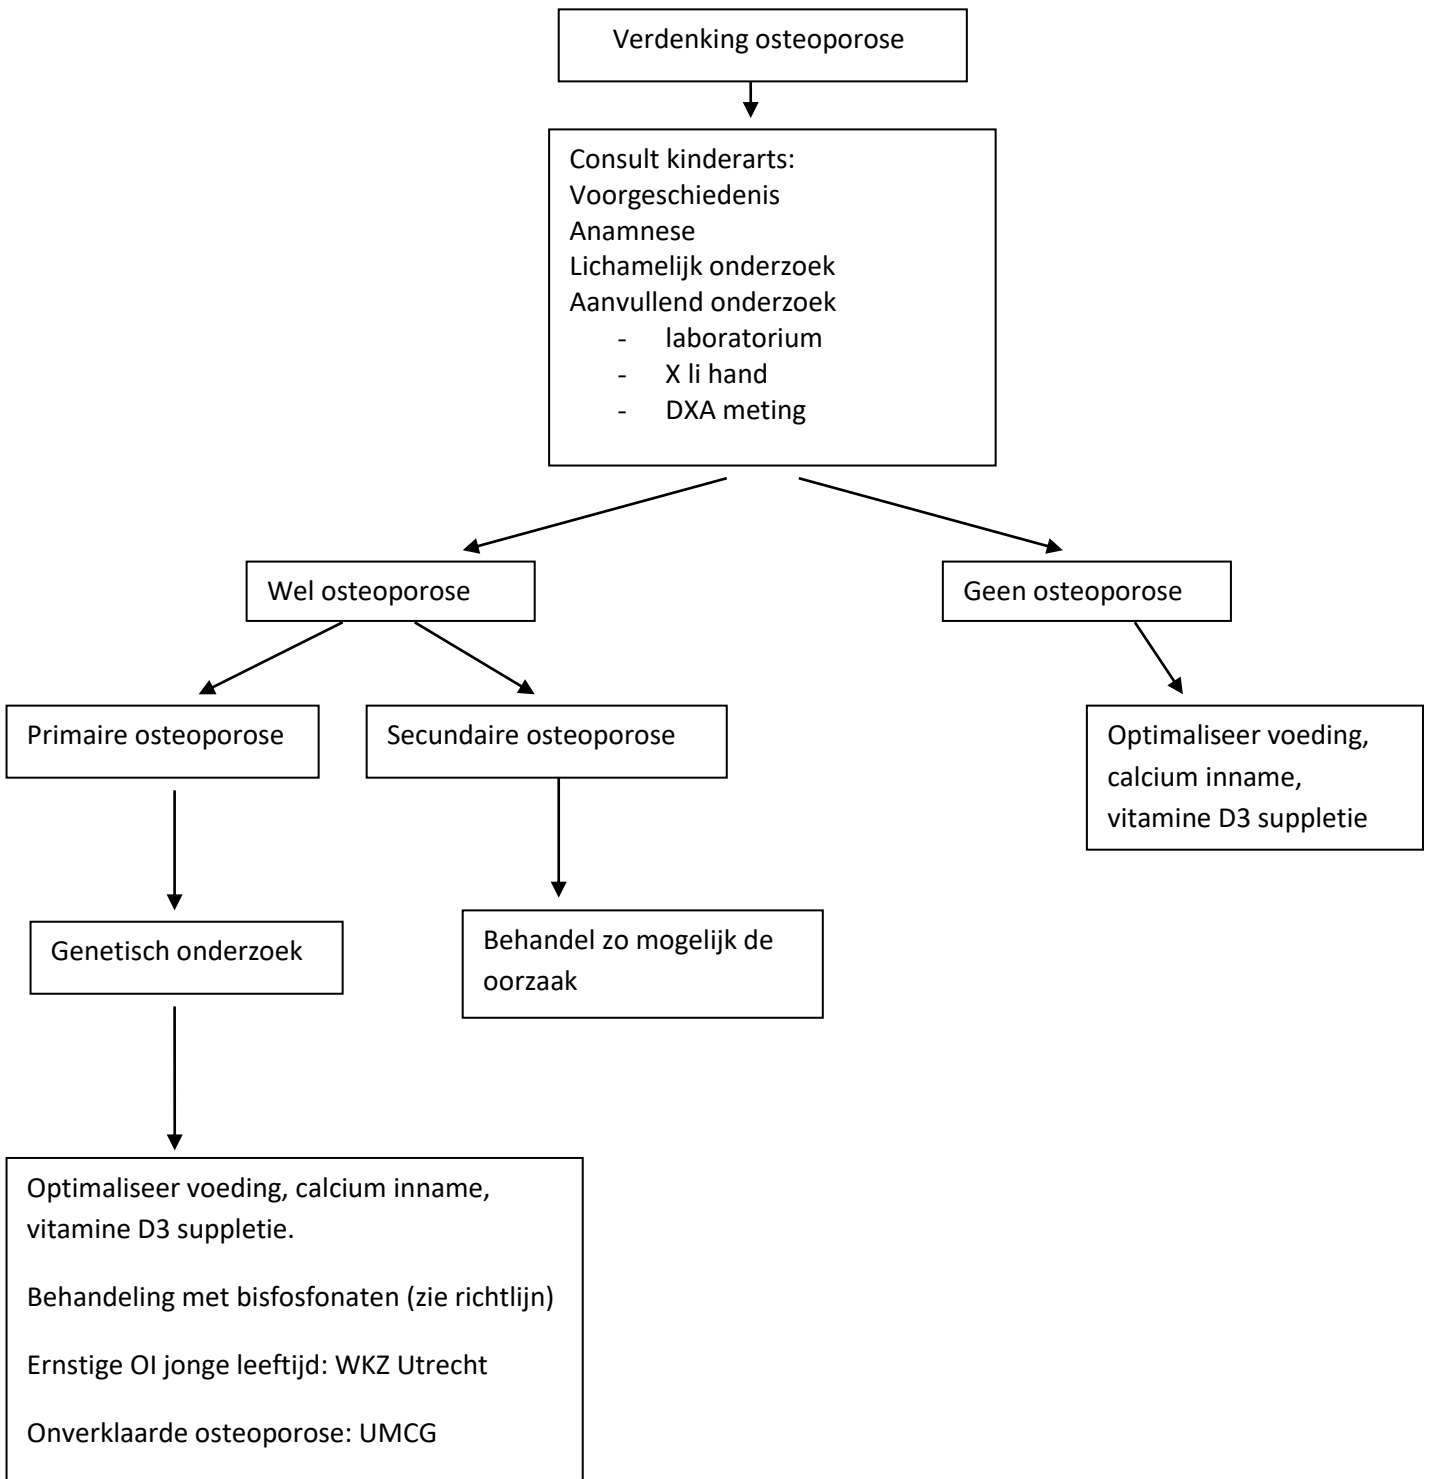 Verdenking osteoporose
Consult kinderarts:
Voorgeschiedenis
Anamnese
Lichamelijk onderzoek
Aanvullend onderzoek
- laboratorium
- X li hand
- DXA meting
Wel osteoporose
Geen osteoporose
Primaire osteoporose
Secundaire osteoporose
Optimaliseer voeding,
calcium inname,
vitamine D3 suppletie
Genetisch onderzoek
Behandel zo mogelijk de
oorzaak
Optimaliseer voeding, calcium inname,
vitamine D3 suppletie.
Behandeling met bisfosfonaten (zie richtlijn)
Ernstige OI jonge leeftijd: WKZ Utrecht
Onverklaarde osteoporose: UMCG